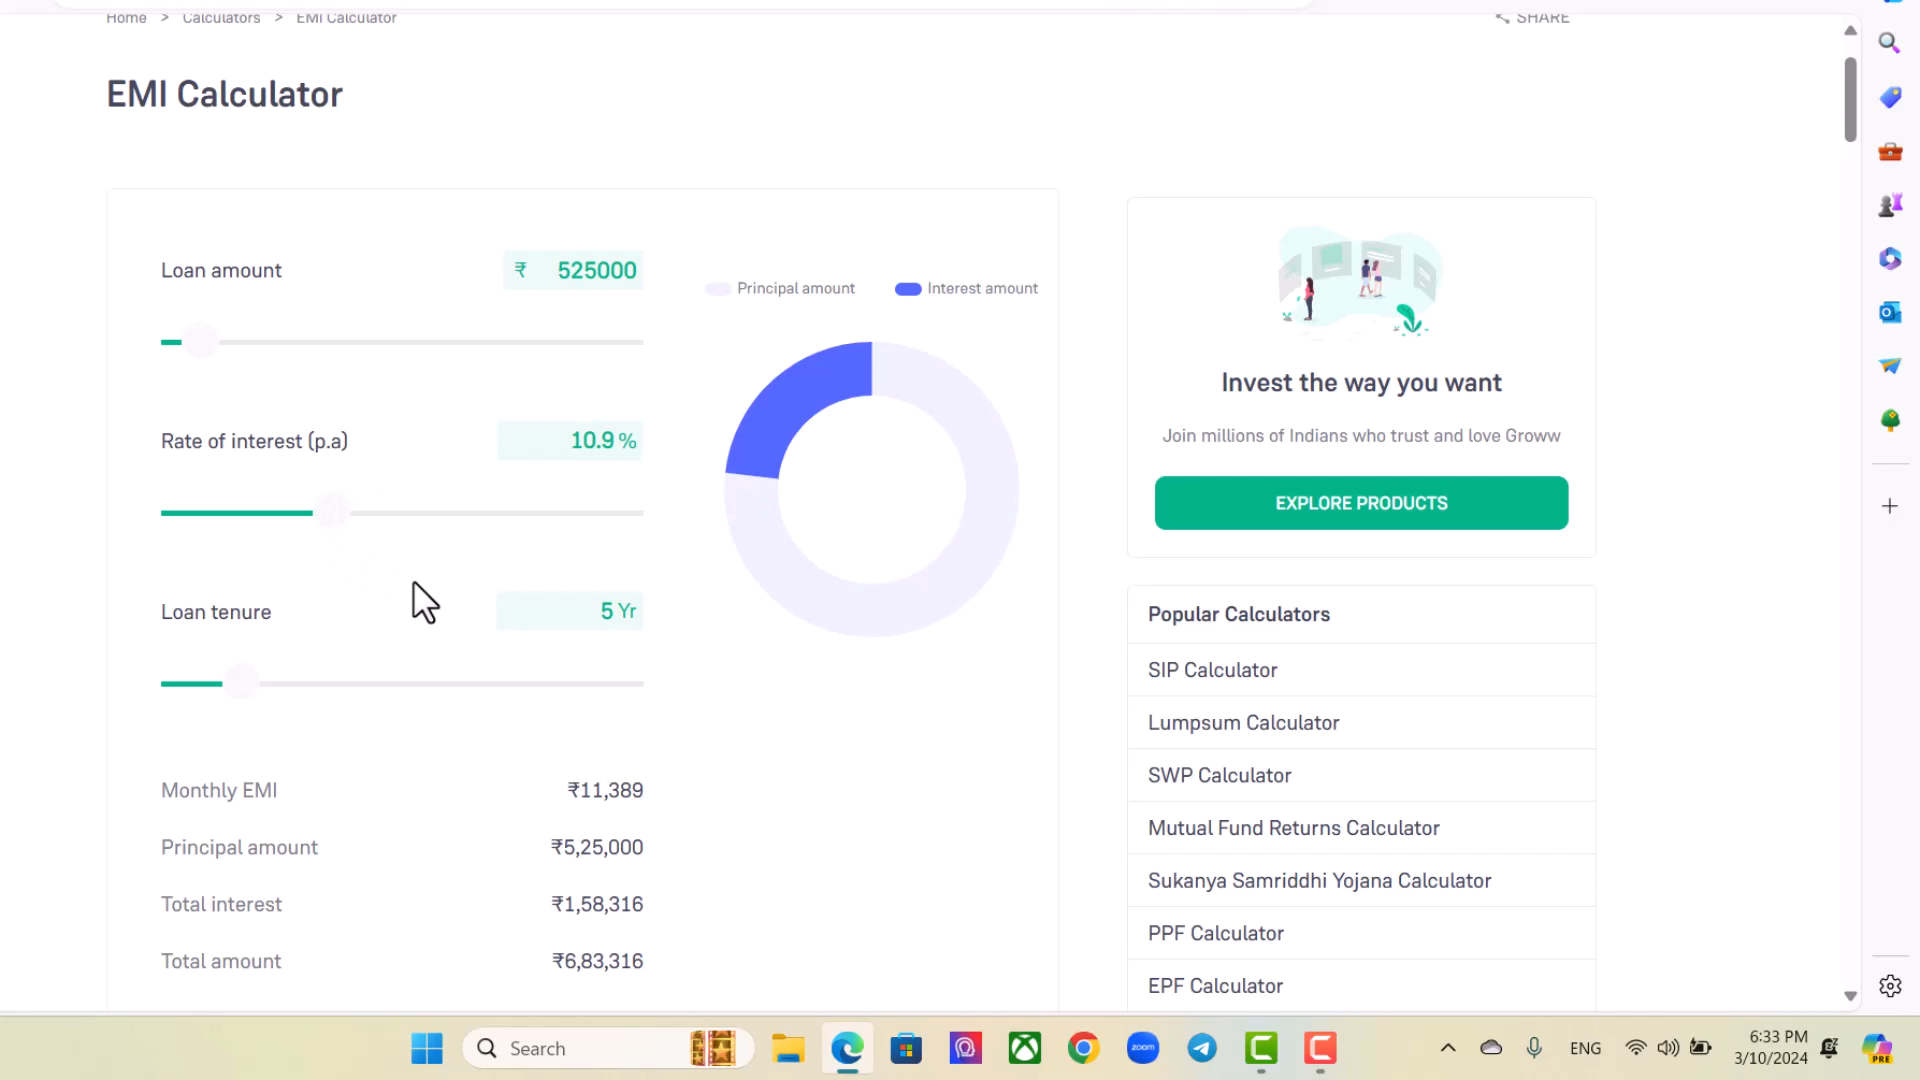 Home > Calculators > EMI Calculator
SHARE
EMI Calculator
Loan amount
₹ 525000
Rate of interest (p.a)
10.9 %
Loan tenure
5 Yr
Monthly EMI
₹11,389
Principal amount
₹5,25,000
Total interest
₹1,58,316
Total amount
₹6,83,316
Principal amount
Interest amount
Invest the way you want
Join millions of Indians who trust and love Groww
EXPLORE PRODUCTS
Popular Calculators
SIP Calculator
Lumpsum Calculator
SWP Calculator
Mutual Fund Returns Calculator
Sukanya Samriddhi Yojana Calculator
PPF Calculator
EPF Calculator
Search
zoom
ENG
6:33 PM
3/10/2024
PRE